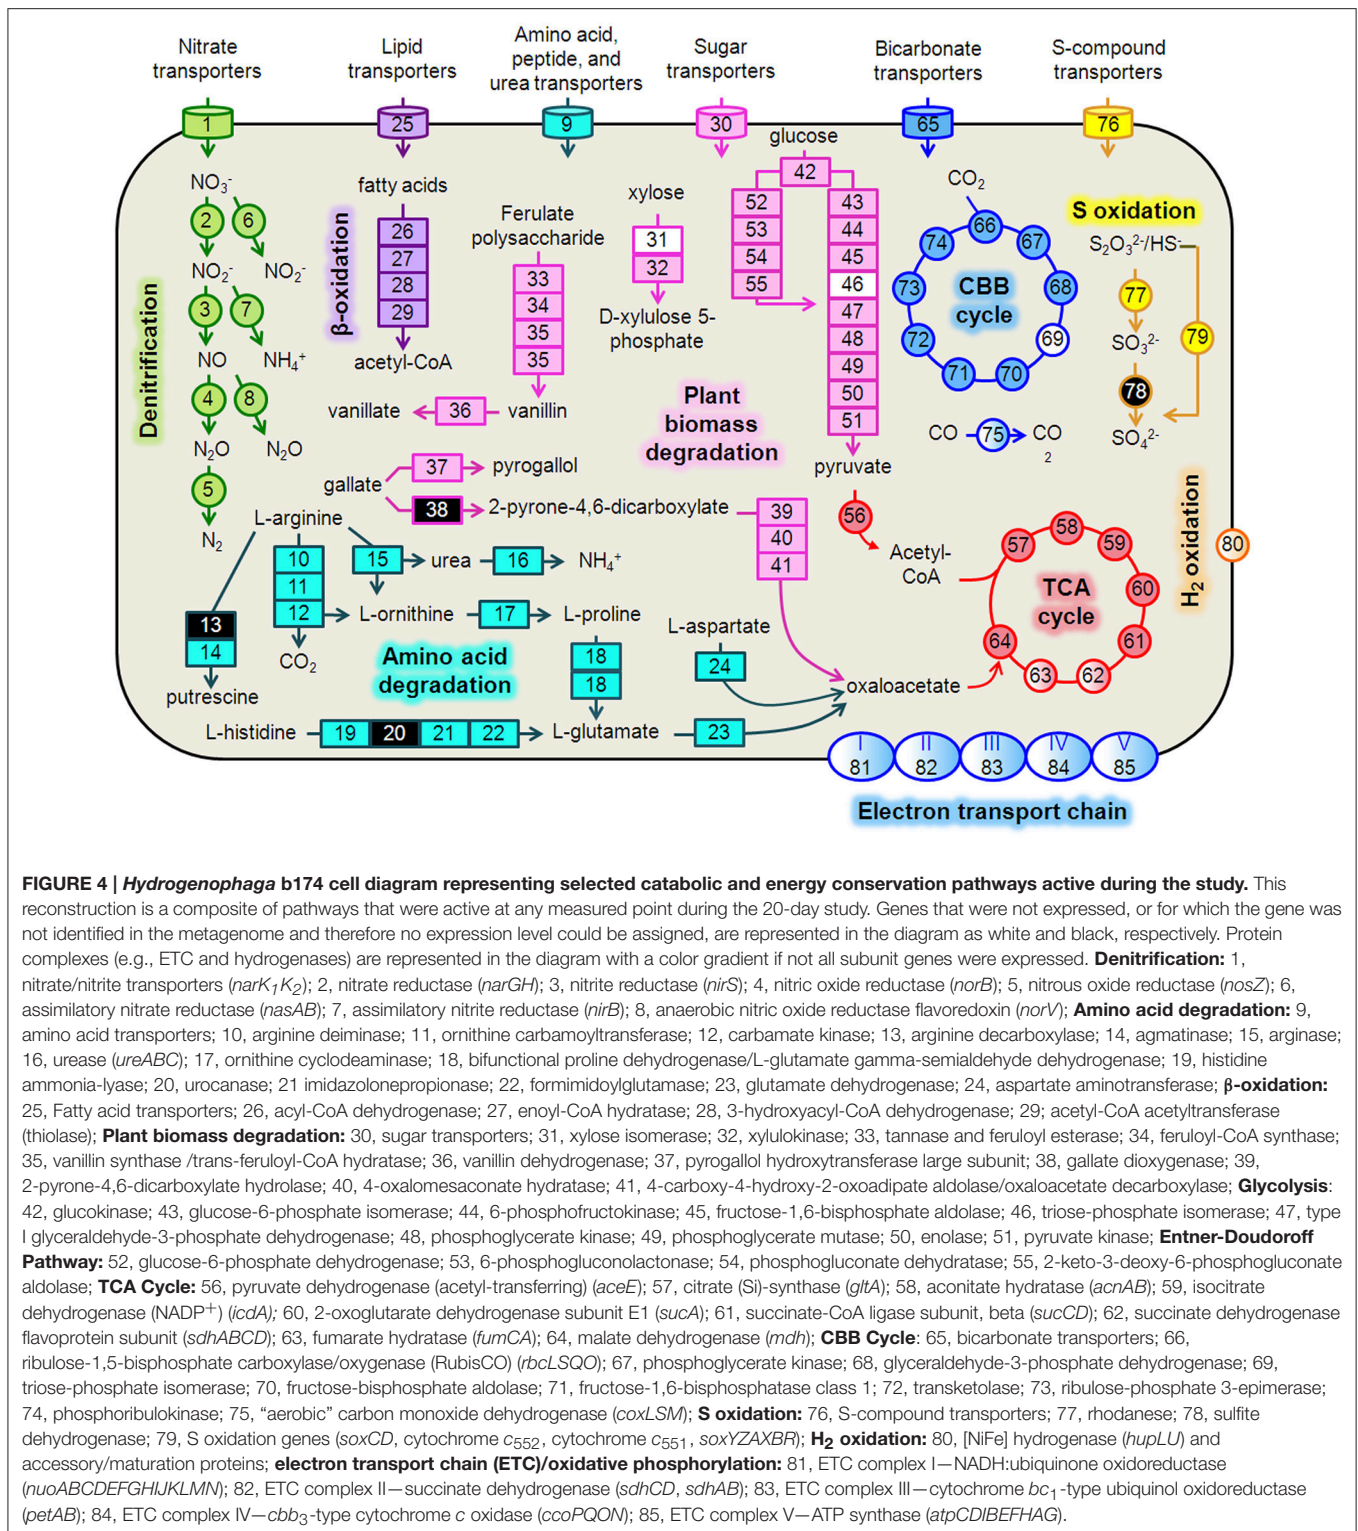 Nitrate
transporters
Lipid
transporters
Amino acid,
peptide, and
urea transporters
Sugar
transporters
Bicarbonate
transporters
S-compound
transporters
1
25
9
30
65
76
NO3-
2
6
NO2-
NO2-
3
7
NO
NH4+
4
8
N2O
N2O
5
N2
Denitrification
fatty acids
26
27
28
29
acetyl-CoA
β-oxidation
Ferulate
polysaccharide
33
34
35
35
vanillin
36
vanillate
xylose
31
32
D-xylulose 5-
phosphate
glucose
42
52
53
54
55
43
44
45
46
47
48
49
50
51
pyruvate
Plant
biomass
degradation
gallate
37
pyrogallol
38
2-pyrone-4,6-dicarboxylate
39
40
41
CO2
66
67
68
69
70
71
72
73
74
CBB
cycle
CO
75
CO
2
S oxidation
S2O32-/HS-
77
79
SO32-
78
SO42-
H2 oxidation
80
56
Acetyl-
CoA
57
58
59
60
61
62
63
64
TCA
cycle
oxaloacetate
L-arginine
10
11
12
CO2
13
14
putrescine
15
urea
16
NH4+
L-ornithine
17
L-proline
18
18
Amino acid
degradation
L-aspartate
24
L-histidine
19
20
21
22
L-glutamate
23
I
81
II
82
III
83
IV
84
V
85
Electron transport chain
FIGURE 4 | Hydrogenophaga b174 cell diagram representing selected catabolic and energy conservation pathways active during the study. This
reconstruction is a composite of pathways that were active at any measured point during the 20-day study. Genes that were not expressed, or for which the gene was
not identified in the metagenome and therefore no expression level could be assigned, are represented in the diagram as white and black, respectively. Protein
complexes (e.g., ETC and hydrogenases) are represented in the diagram with a color gradient if not all subunit genes were expressed. Denitrification: 1,
nitrate/nitrite transporters (narK1K2); 2, nitrate reductase (narGH); 3, nitrite reductase (nirS); 4, nitric oxide reductase (norB); 5, nitrous oxide reductase (nosZ); 6,
assimilatory nitrate reductase (nasAB); 7, assimilatory nitrite reductase (nirB); 8, anaerobic nitric oxide reductase flavoredoxin (norV); Amino acid degradation: 9,
amino acid transporters; 10, arginine deiminase; 11, ornithine carbamoyltransferase; 12, carbamate kinase; 13, arginine decarboxylase; 14, agmatinase; 15, arginase;
16, urease (ureABC); 17, ornithine cyclodeaminase; 18, bifunctional proline dehydrogenase/L-glutamate gamma-semialdehyde dehydrogenase; 19, histidine
ammonia-lyase; 20, urocanase; 21 imidazolonepropionase; 22, formimidoylglutamase; 23, glutamate dehydrogenase; 24, aspartate aminotransferase; β-oxidation:
25, Fatty acid transporters; 26, acyl-CoA dehydrogenase; 27, enoyl-CoA hydratase; 28, 3-hydroxyacyl-CoA dehydrogenase; 29; acetyl-CoA acetyltransferase
(thiolase); Plant biomass degradation: 30, sugar transporters; 31, xylose isomerase; 32, xylulokinase; 33, tannase and feruloyl esterase; 34, feruloyl-CoA synthase;
35, vanillin synthase /trans-feruloyl-CoA hydratase; 36, vanillin dehydrogenase; 37, pyrogallol hydroxytransferase large subunit; 38, gallate dioxygenase; 39,
2-pyrone-4,6-dicarboxylate hydrolase; 40, 4-oxalomesaconate hydratase; 41, 4-carboxy-4-hydroxy-2-oxoadipate aldolase/oxaloacetate decarboxylase; Glycolysis:
42, glucokinase; 43, glucose-6-phosphate isomerase; 44, 6-phosphofructokinase; 45, fructose-1,6-bisphosphate aldolase; 46, triose-phosphate isomerase; 47, type
I glyceraldehyde-3-phosphate dehydrogenase; 48, phosphoglycerate kinase; 49, phosphoglycerate mutase; 50, enolase; 51, pyruvate kinase; Entner-Doudoroff
Pathway: 52, glucose-6-phosphate dehydrogenase; 53, 6-phosphogluconolactonase; 54, phosphogluconate dehydratase; 55, 2-keto-3-deoxy-6-phosphogluconate
aldolase; TCA Cycle: 56, pyruvate dehydrogenase (acetyl-transferring) (aceE); 57, citrate (Si)-synthase (gltA); 58, aconitate hydratase (acnAB); 59, isocitrate
dehydrogenase (NADP+) (icdA); 60, 2-oxoglutarate dehydrogenase subunit E1 (sucA); 61, succinate-CoA ligase subunit, beta (sucCD); 62, succinate dehydrogenase
flavoprotein subunit (sdhABCD); 63, fumarate hydratase (fumCA); 64, malate dehydrogenase (mdh); CBB Cycle: 65, bicarbonate transporters; 66,
ribulose-1,5-bisphosphate carboxylase/oxygenase (RubisCO) (rbcLSQO); 67, phosphoglycerate kinase; 68, glyceraldehyde-3-phosphate dehydrogenase; 69,
triose-phosphate isomerase; 70, fructose-bisphosphate aldolase; 71, fructose-1,6-bisphosphatase class 1; 72, transketolase; 73, ribulose-phosphate 3-epimerase;
74, phosphoribulokinase; 75, “aerobic” carbon monoxide dehydrogenase (coxLSM); S oxidation: 76, S-compound transporters; 77, rhodanese; 78, sulfite
dehydrogenase; 79, S oxidation genes (soxCD, cytochrome c552, cytochrome c551, soxYZAXBR); H2 oxidation: 80, [NiFe] hydrogenase (hupLU) and
accessory/maturation proteins; electron transport chain (ETC)/oxidative phosphorylation: 81, ETC complex I—NADH:ubiquinone oxidoreductase
(nuoABCDEFGHIJKLMN); 82, ETC complex II—succinate dehydrogenase (sdhCD, sdhAB); 83, ETC complex III—cytochrome bc1-type ubiquinol oxidoreductase
(petAB); 84, ETC complex IV—cbb3-type cytochrome c oxidase (ccoPQON); 85, ETC complex V—ATP synthase (atpCDIBEFHAG).